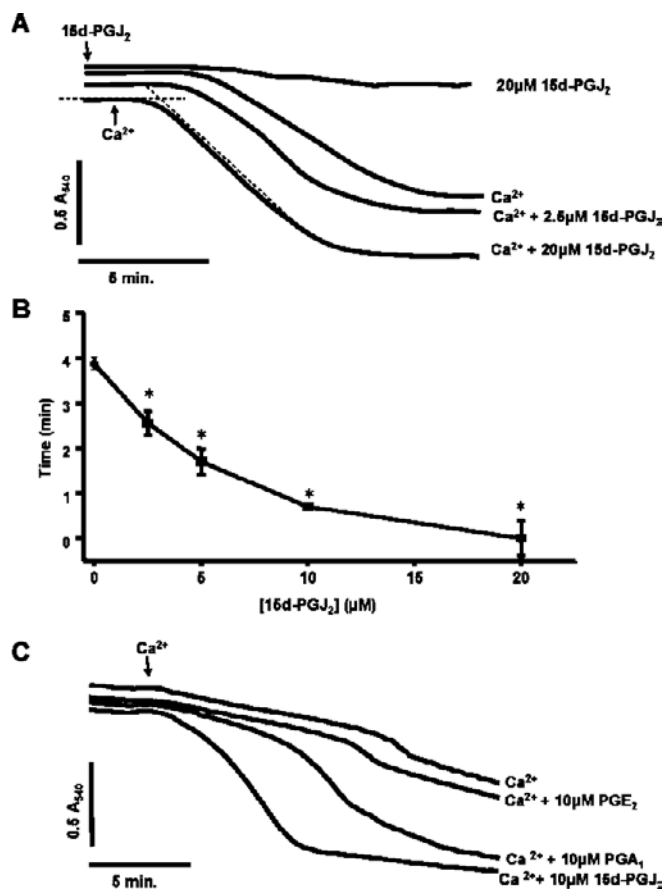 A
15d-PGJ2
20µM 15d-PGJ2
Ca2+
Ca2+
Ca2+ + 2.5µM 15d-PGJ2
Ca2+ + 20µM 15d-PGJ2
0.5 A540
5 min.
B
Time (min)
5
4
3
2
1
0
*
*
*
*
0
5
10
15
20
[15d-PGJ2] (µM)
C
Ca2+
Ca2+
Ca2+ + 10µM PGE2
Ca2+ + 10µM PGA1
Ca2+ + 10µM 15d-PGJ2
0.5 A540
5 min.